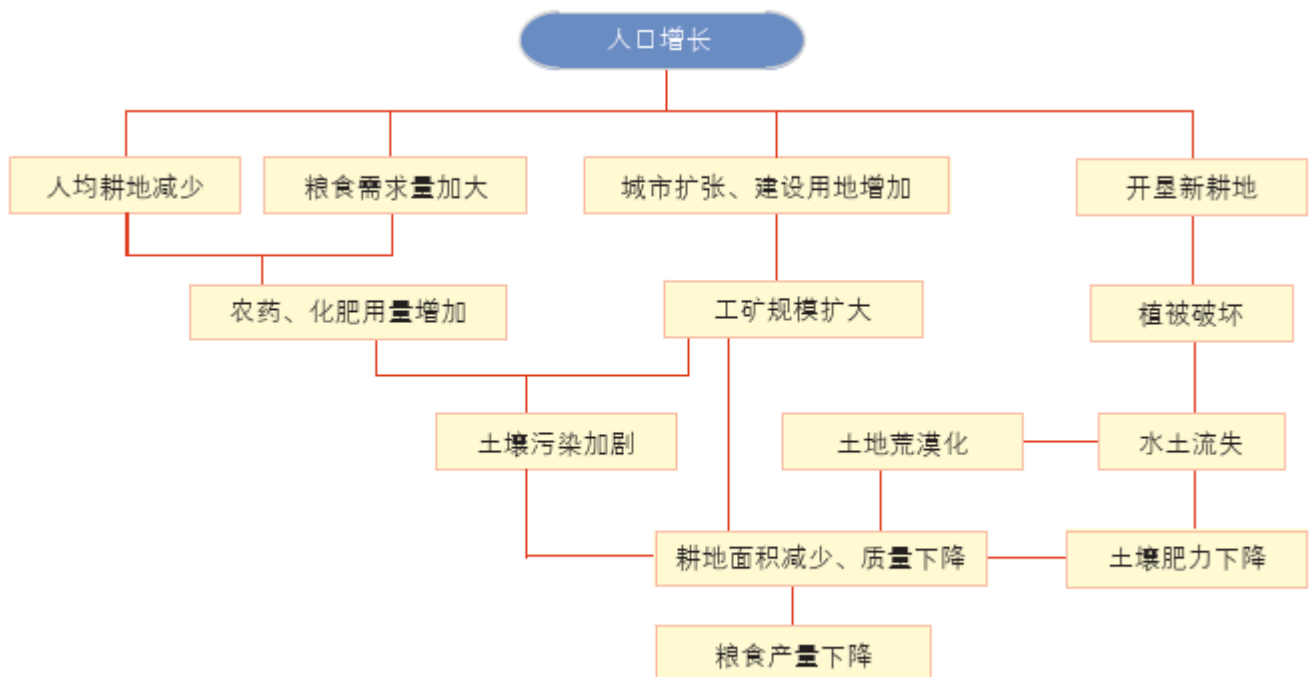 人口增长
人均耕地减少
粮食需求量加大
城市扩张、建设用地增加
开垦新耕地
农药、化肥用量增加
工矿规模扩大
植被破坏
土壤污染加剧
土地荒漠化
水土流失
耕地面积减少、质量下降
土壤肥力下降
粮食产量下降